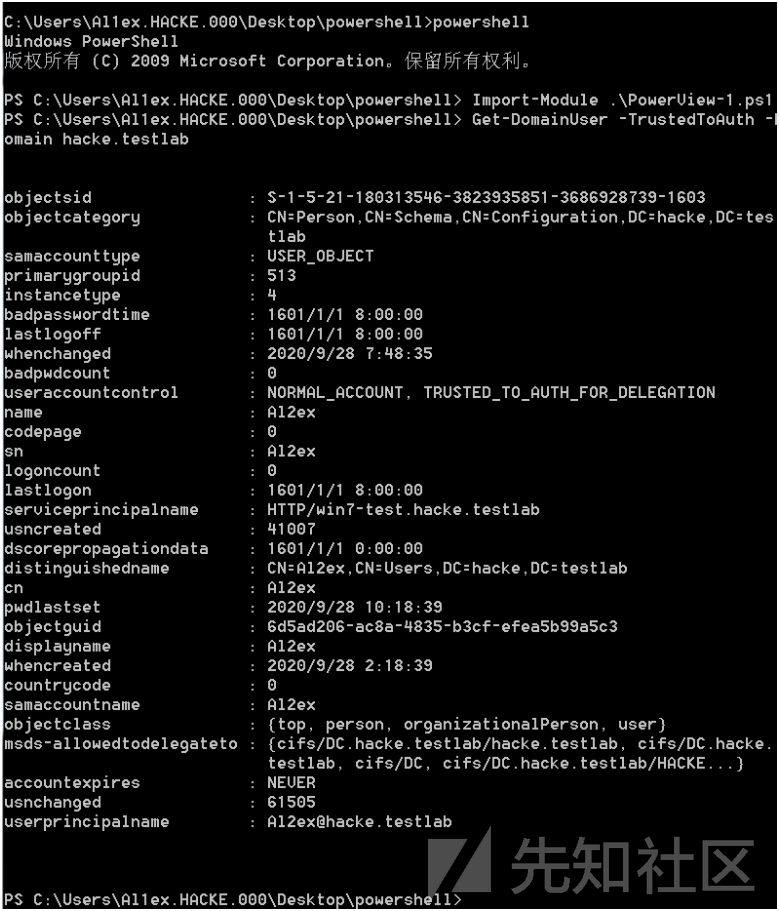 C:\Users\Al1ex.HACKE.000\Desktop\powershell>powershell
Windows PowerShell
版权所有 (C) 2009 Microsoft Corporation。保留所有权利。
PS C:\Users\Al1ex.HACKE.000\Desktop\powershell> Import-Module .\PowerView-1.ps1
PS C:\Users\Al1ex.HACKE.000\Desktop\powershell> Get-DomainUser -TrustedToAuth -D
omain hacke.testlab
objectsid : S-1-5-21-180313546-3823935851-3686928739-1603
objectcategory : CN=Person,CN=Schema,CN=Configuration,DC=hacke,DC=tes
tlab
samaccounttype : USER_OBJECT
primarygroupid : 513
instancetype : 4
badpasswordtime : 1601/1/1 8:00:00
lastlogoff : 1601/1/1 8:00:00
whenchanged : 2020/9/28 7:48:35
badpwdcount : 0
useraccountcontrol : NORMAL_ACCOUNT, TRUSTED_TO_AUTH_FOR_DELEGATION
name : Al2ex
codepage : 0
sn : Al2ex
logoncount : 0
lastlogon : 1601/1/1 8:00:00
serviceprincipalname : HTTP/win7-test.hacke.testlab
usncreated : 41007
dscorepropagationdata : 1601/1/1 0:00:00
distinguishedname : CN=Al2ex,CN=Users,DC=hacke,DC=testlab
cn : Al2ex
pwdlastset : 2020/9/28 10:18:39
objectguid : 6d5ad206-ac8a-4835-b3cf-efea5b99a5c3
displayname : Al2ex
whencreated : 2020/9/28 2:18:39
countrycode : 0
samaccountname : Al2ex
objectclass : {top, person, organizationalPerson, user}
msds-allowedtodelegateto : {cifs/DC.hacke.testlab/hacke.testlab, cifs/DC.hacke.
testlab, cifs/DC, cifs/DC.hacke.testlab/HACKE...}
accountexpires : NEVER
usnchanged : 61505
userprincipalname : Al2ex@hacke.testlab
先知社区
PS C:\Users\Al1ex.HACKE.000\Desktop\powershell>